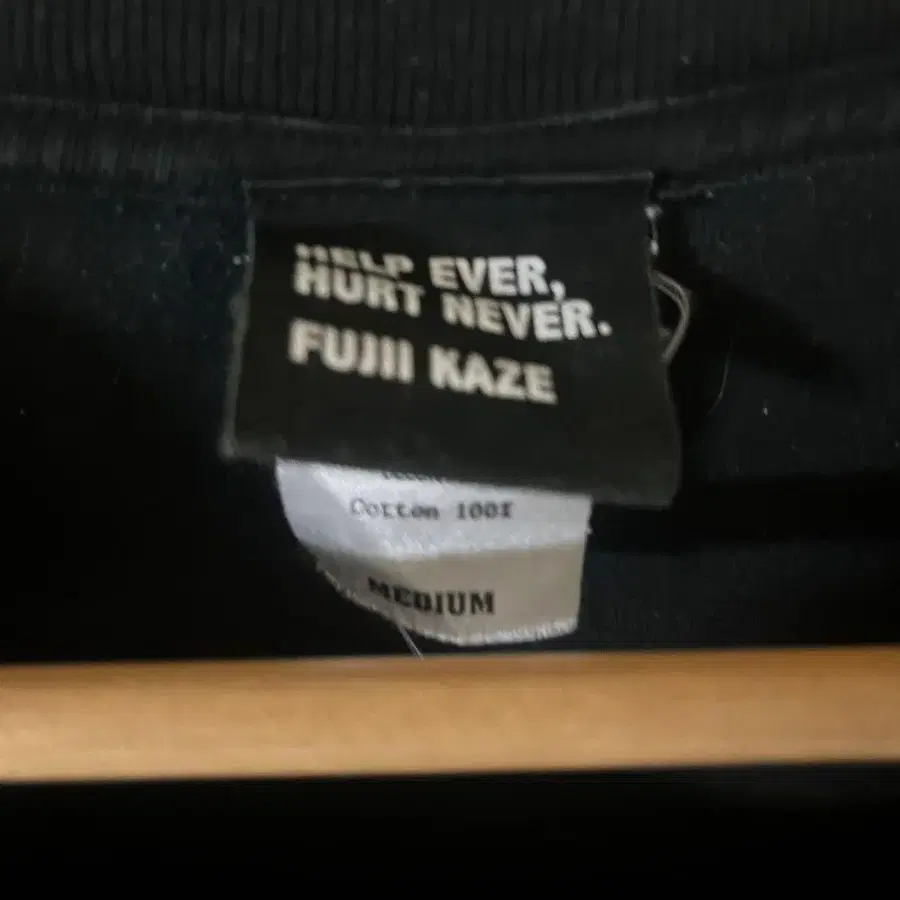 HELP EVER,
HURT NEVER.
FUJII KAZE
Cotton 100%
MEDIUM